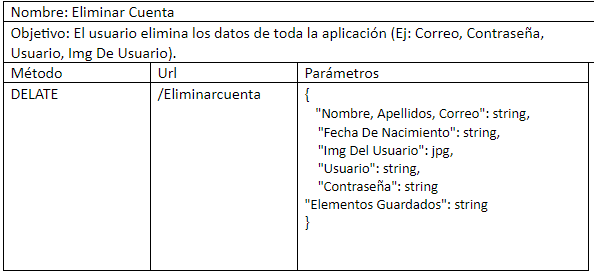 Nombre: Eliminar Cuenta
Objetivo: El usuario elimina los datos de toda la aplicación (Ej: Correo, Contraseña,
Usuario, Img De Usuario).
Método Url Parámetros
DELATE /Eliminarcuenta {
"Nombre, Apellidos, Correo": string,
"Fecha De Nacimiento": string,
"Img Del Usuario": jpg,
"Usuario": string,
"Contraseña": string
"Elementos Guardados": string
}